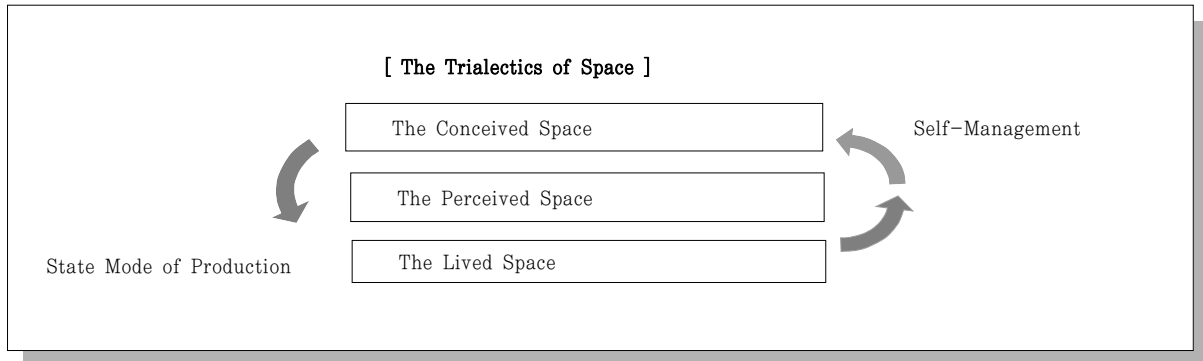 [ The Trialectics of Space ]
The Conceived Space
Self-Management
The Perceived Space
The Lived Space
State Mode of Production